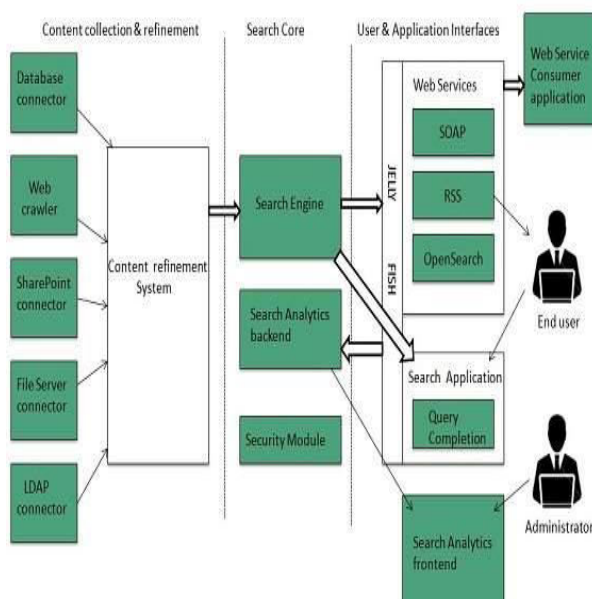 Content collection & refinement
Search Core
User & Application Interfaces
Database
connector
Web
crawler
SharePoint
connector
File Server
connector
LDAP
connector
Content refinement
System
Search Engine
Search Analytics
backend
Security Module
JELLY
FISH
Web Services
SOAP
RSS
OpenSearch
Search Application
Query
Completion
Search Analytics
frontend
Web Service
Consumer
application
End user
Administrator